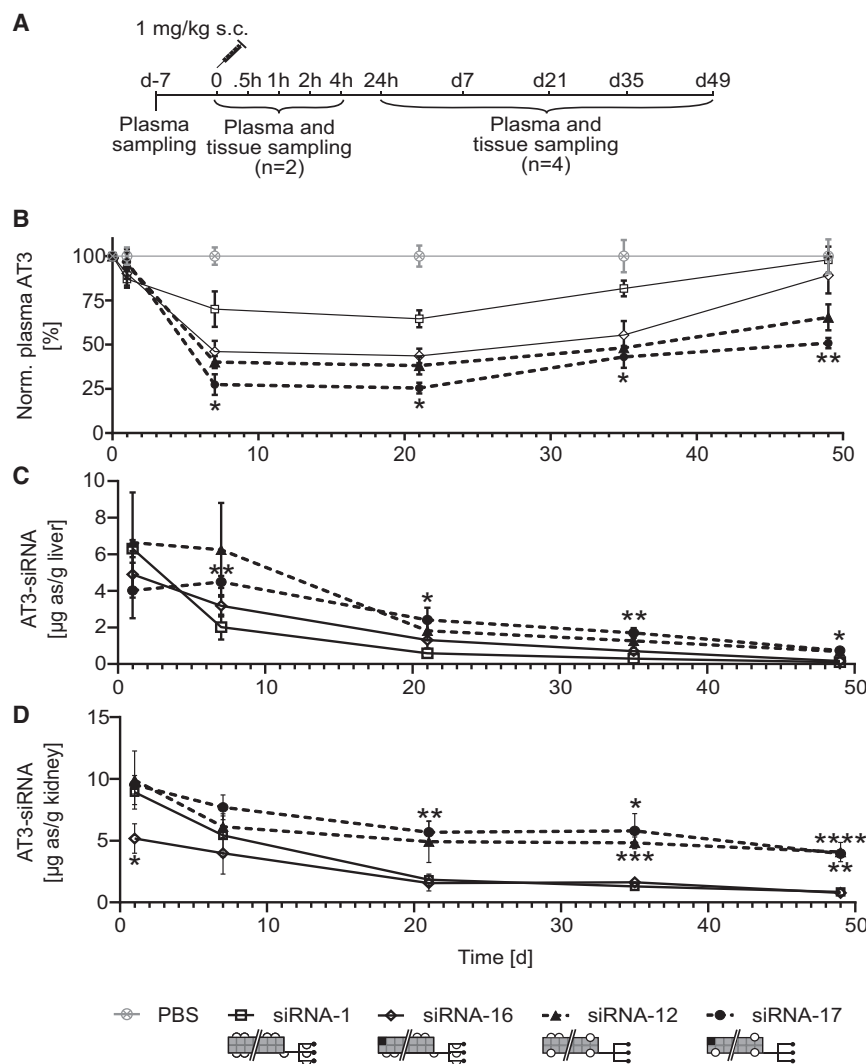 A
1 mg/kg s.c.
d-7 0 .5h 1h 2h 4h 24h d7 d21 d35 d49
Plasma sampling
Plasma and tissue sampling (n=2)
Plasma and tissue sampling (n=4)
B
Norm. plasma AT3 [%]
100
75
50
25
0
* * * **
0 10 20 30 40 50
C
AT3-siRNA [µg as/g liver]
10
8
6
4
2
0
** * ** *
0 10 20 30 40 50
D
AT3-siRNA [µg as/g kidney]
15
10
5
0
* ** * *** **** **
0 10 20 30 40 50
Time [d]
PBS siRNA-1 siRNA-16 siRNA-12 siRNA-17